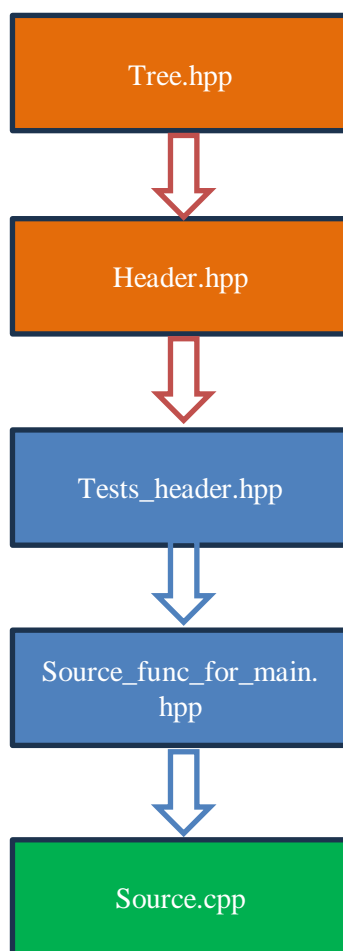 Tree.hpp
Header.hpp
Tests_header.hpp
Source_func_for_main.
hpp
Source.cpp